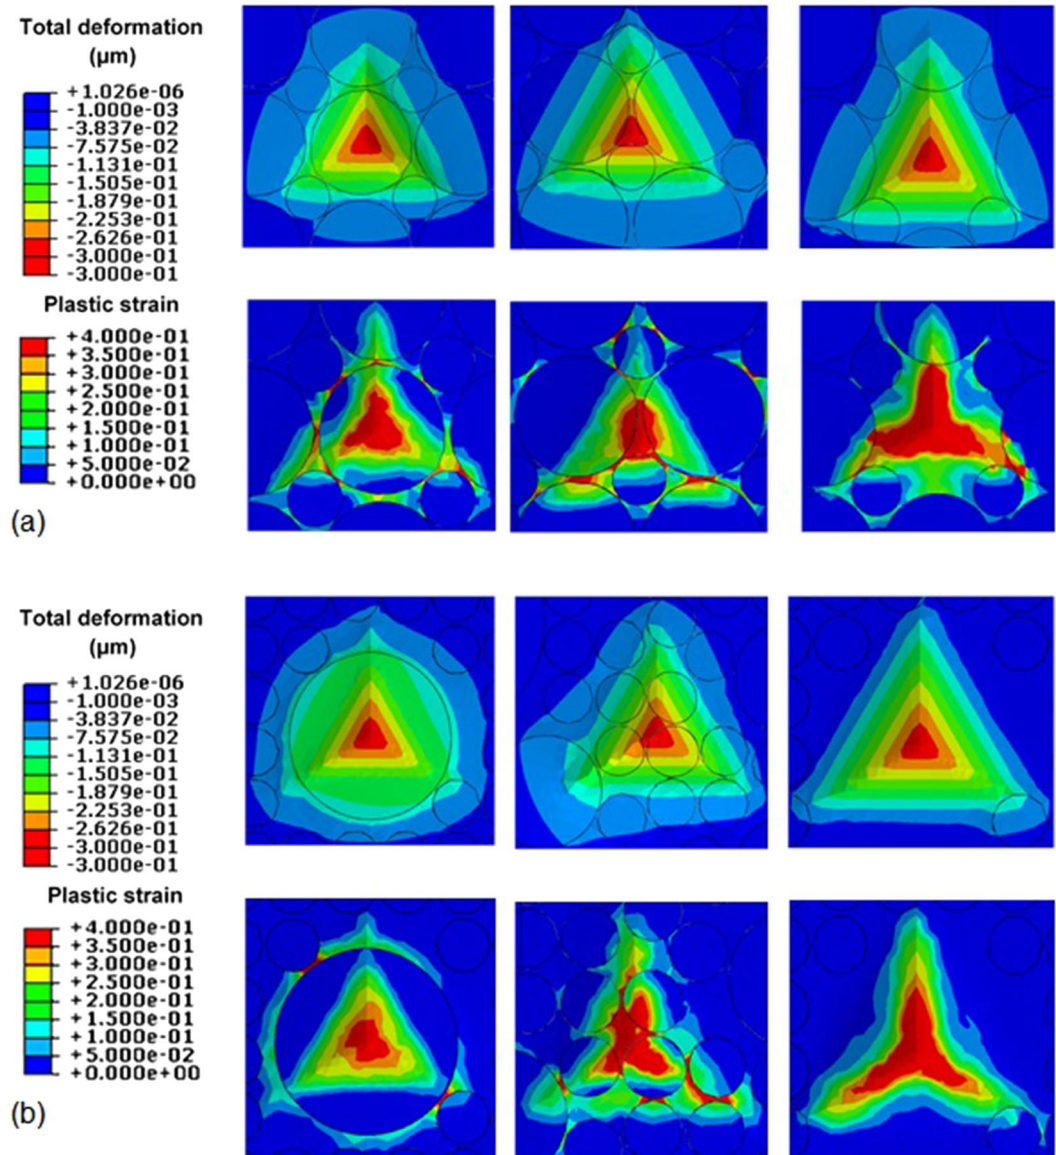 Total deformation
(µm)
+1.026e-06
-1.000e-03
-3.837e-02
-7.575e-02
-1.131e-01
-1.505e-01
-1.879e-01
-2.253e-01
-2.626e-01
-3.000e-01
-3.000e-01
Plastic strain
+4.000e-01
+3.500e-01
+3.000e-01
+2.500e-01
+2.000e-01
+1.500e-01
+1.000e-01
+5.000e-02
+0.000e+00
(a)
Total deformation
(µm)
+1.026e-06
-1.000e-03
-3.837e-02
-7.575e-02
-1.131e-01
-1.505e-01
-1.879e-01
-2.253e-01
-2.626e-01
-3.000e-01
-3.000e-01
Plastic strain
+4.000e-01
+3.500e-01
+3.000e-01
+2.500e-01
+2.000e-01
+1.500e-01
+1.000e-01
+5.000e-02
+0.000e+00
(b)